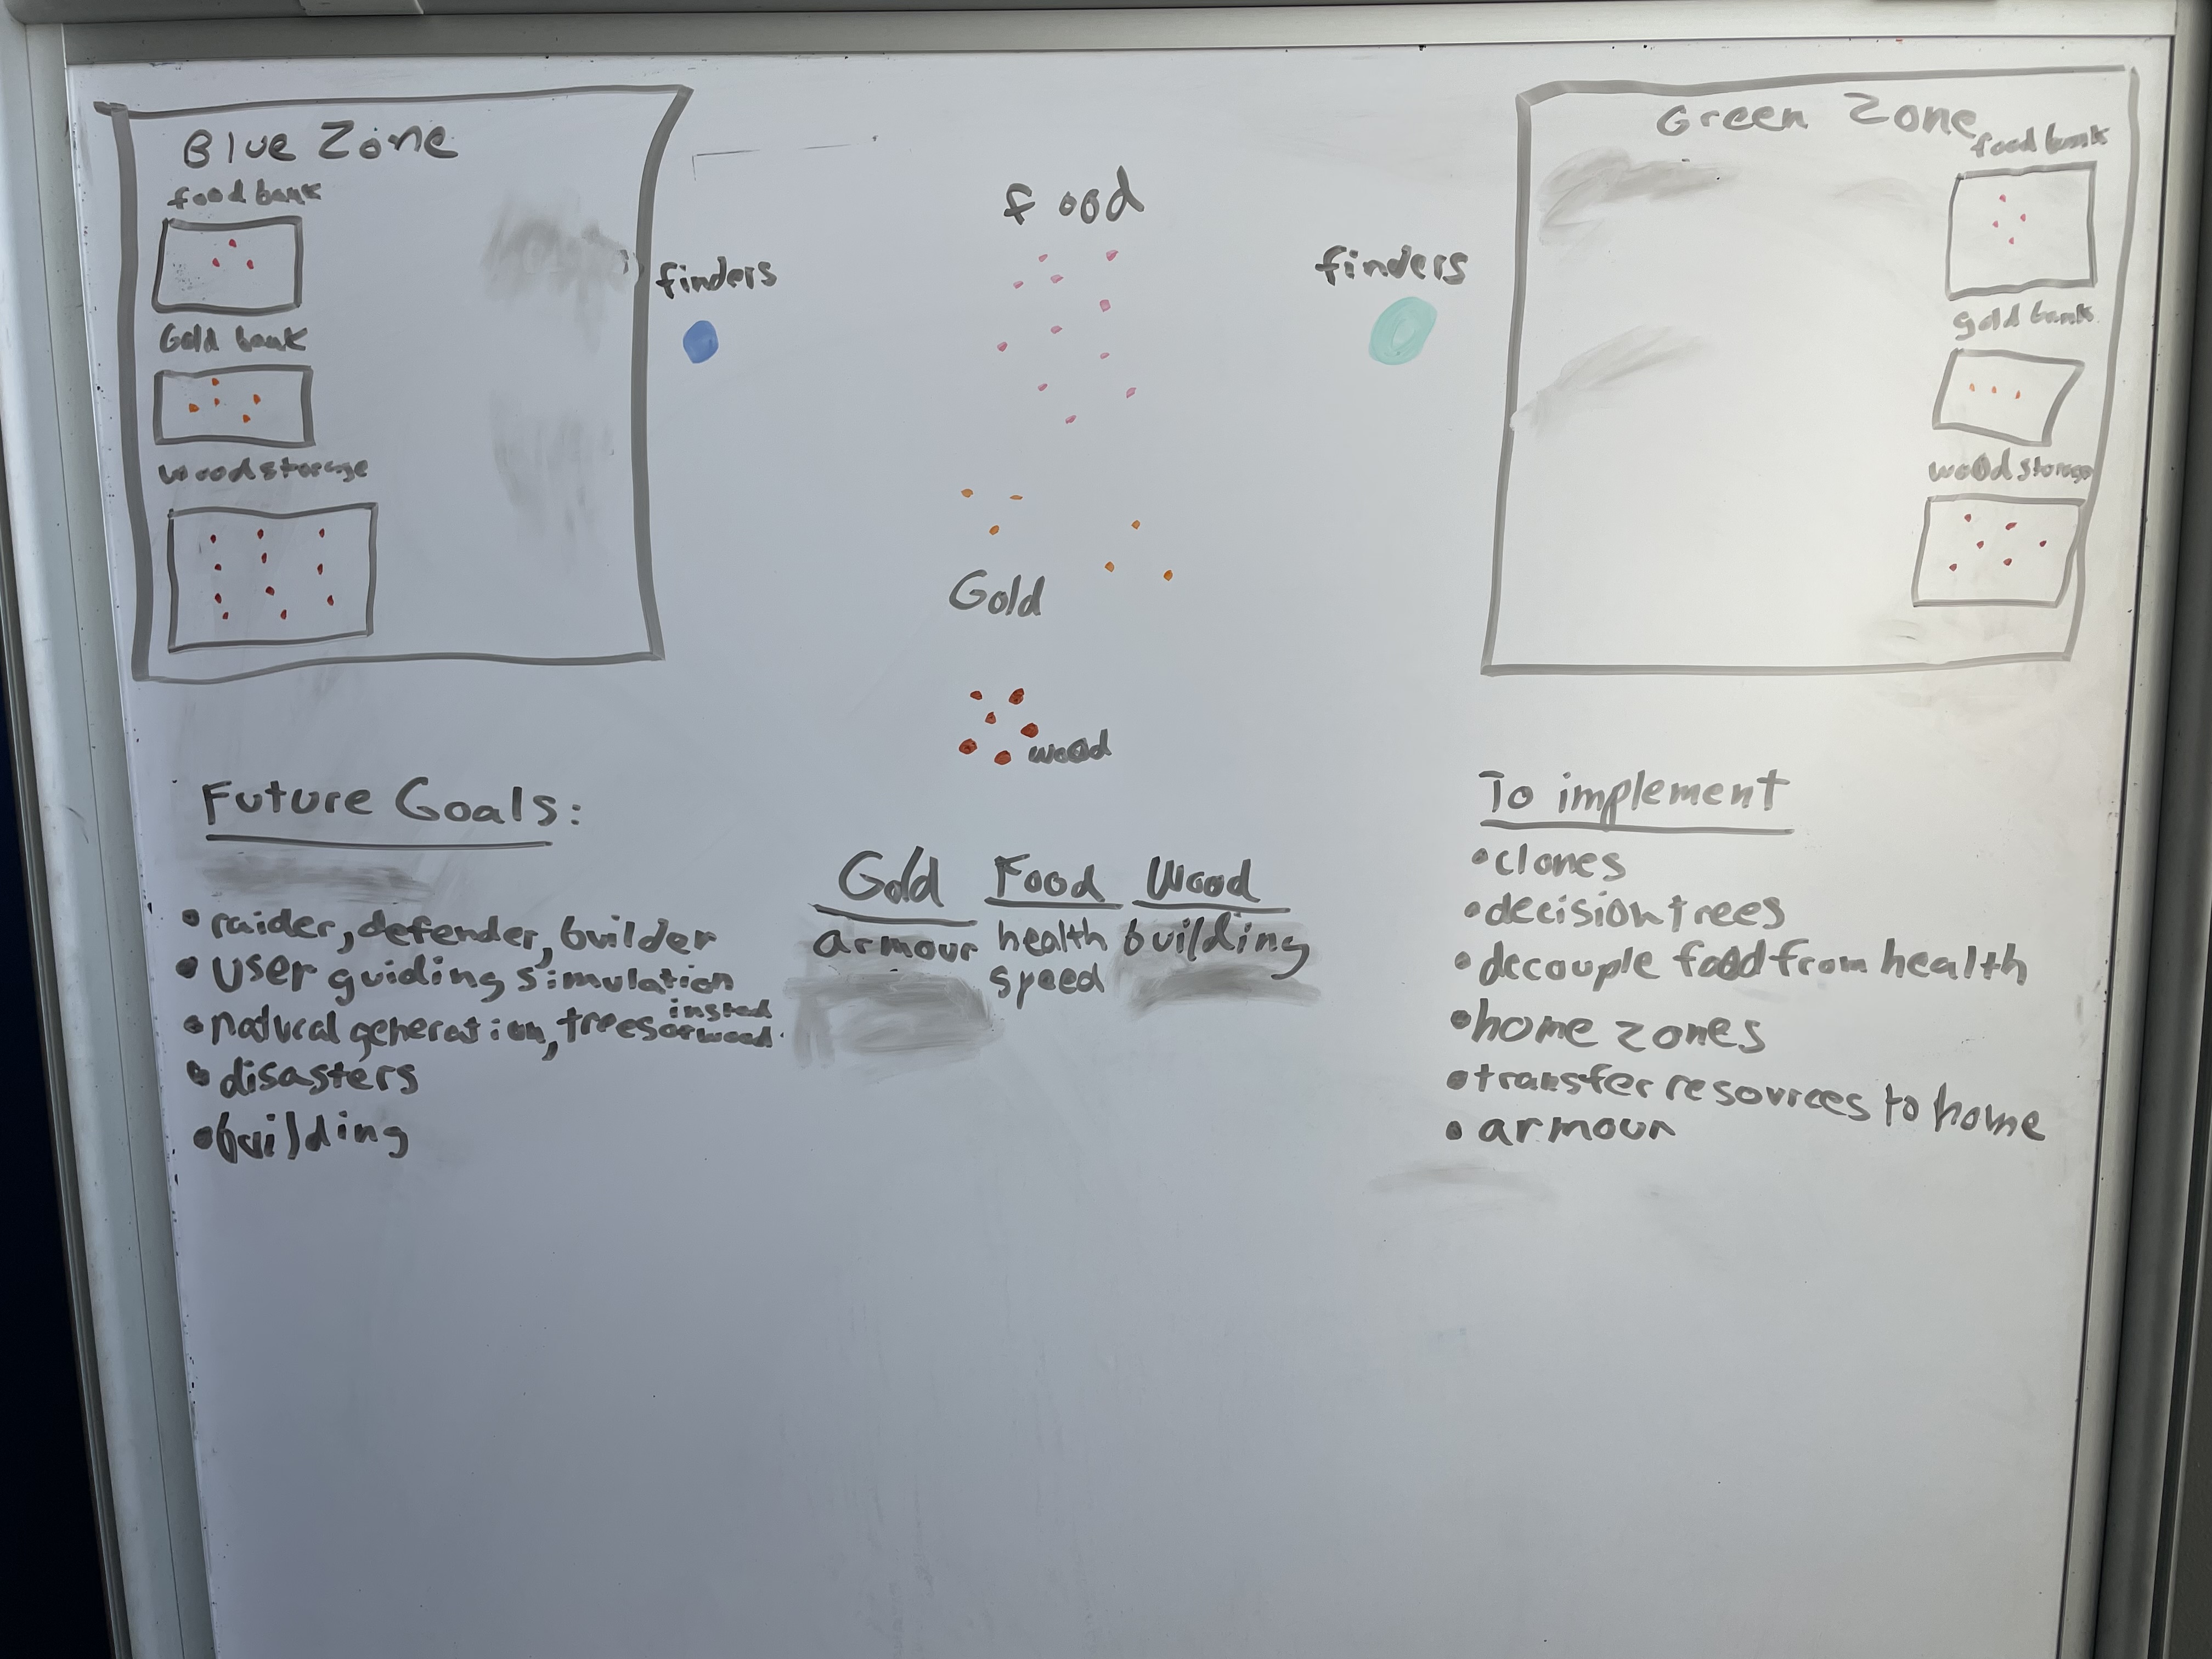 Blue Zone
food bank
Gold bank
wood storage
finders
food
Gold
wood
finders
Green Zone
food bank
gold bank
wood storage
Future Goals:
• raider, defender, builder
• user guiding simulation
• natural generation, trees insted of wood.
• disasters
• building
Gold Food Wood
armour health building
speed
To implement
• clones
• decision trees
• decouple food from health
• home zones
• transfer resources to home
• armour